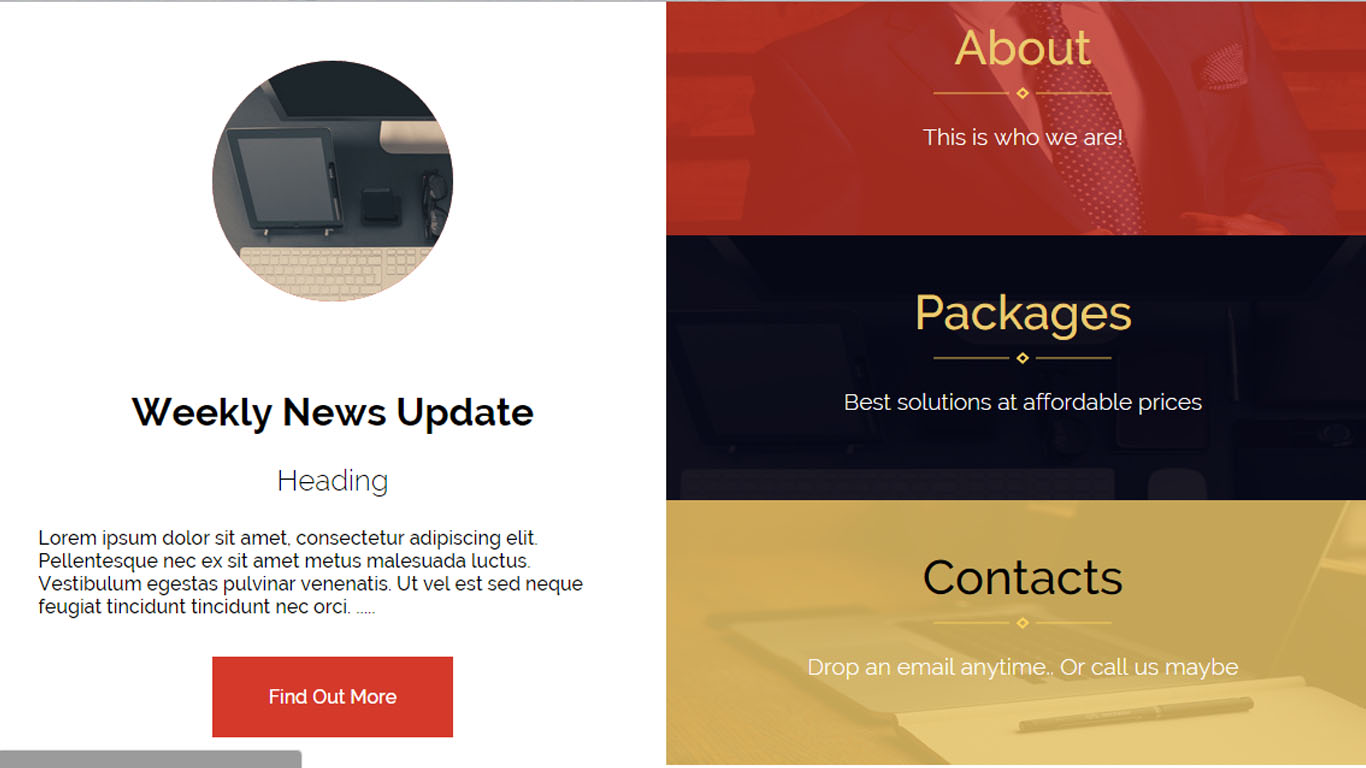 Weekly News Update
Heading
Lorem ipsum dolor sit amet, consectetur adipiscing elit.
Pellentesque nec ex sit amet metus malesuada luctus.
Vestibulum egestas pulvinar venenatis. Ut vel est sed neque
feugiat tincidunt tincidunt nec orci. .....
Find Out More
About
This is who we are!
Packages
Best solutions at affordable prices
Contacts
Drop an email anytime.. Or call us maybe